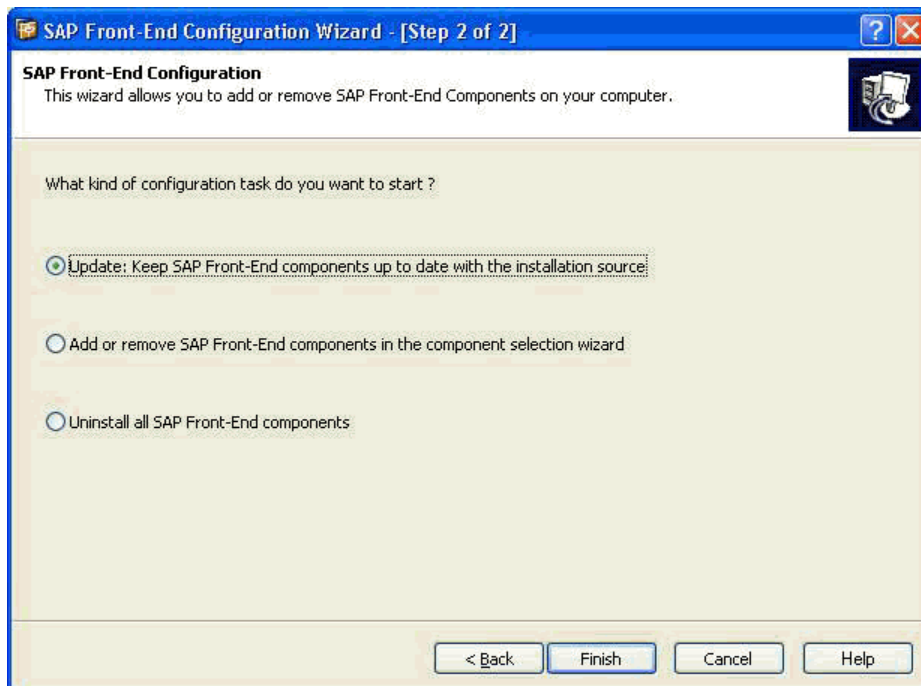 SAP Front-End Configuration Wizard - [Step 2 of 2]
SAP Front-End Configuration
This wizard allows you to add or remove SAP Front-End Components on your computer.
What kind of configuration task do you want to start ?
Update: Keep SAP Front-End components up to date with the installation source
Add or remove SAP Front-End components in the component selection wizard
Uninstall all SAP Front-End components
< Back Finish Cancel Help